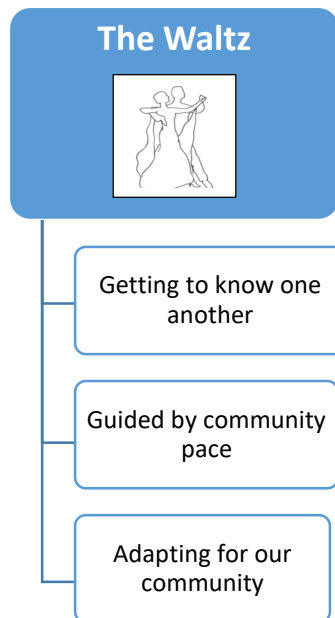 The Waltz
Getting to know one
another
Guided by community
pace
Adapting for our
community